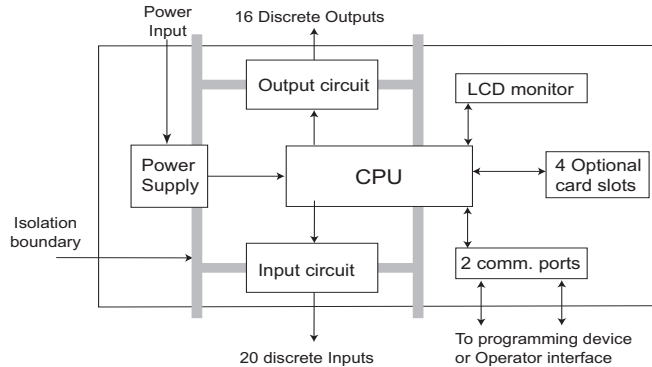 Power
Input
16 Discrete Outputs
Output circuit
LCD monitor
Power
Supply
CPU
4 Optional
card slots
Isolation
boundary
Input circuit
2 comm. ports
20 discrete Inputs
To programming device
or Operator interface